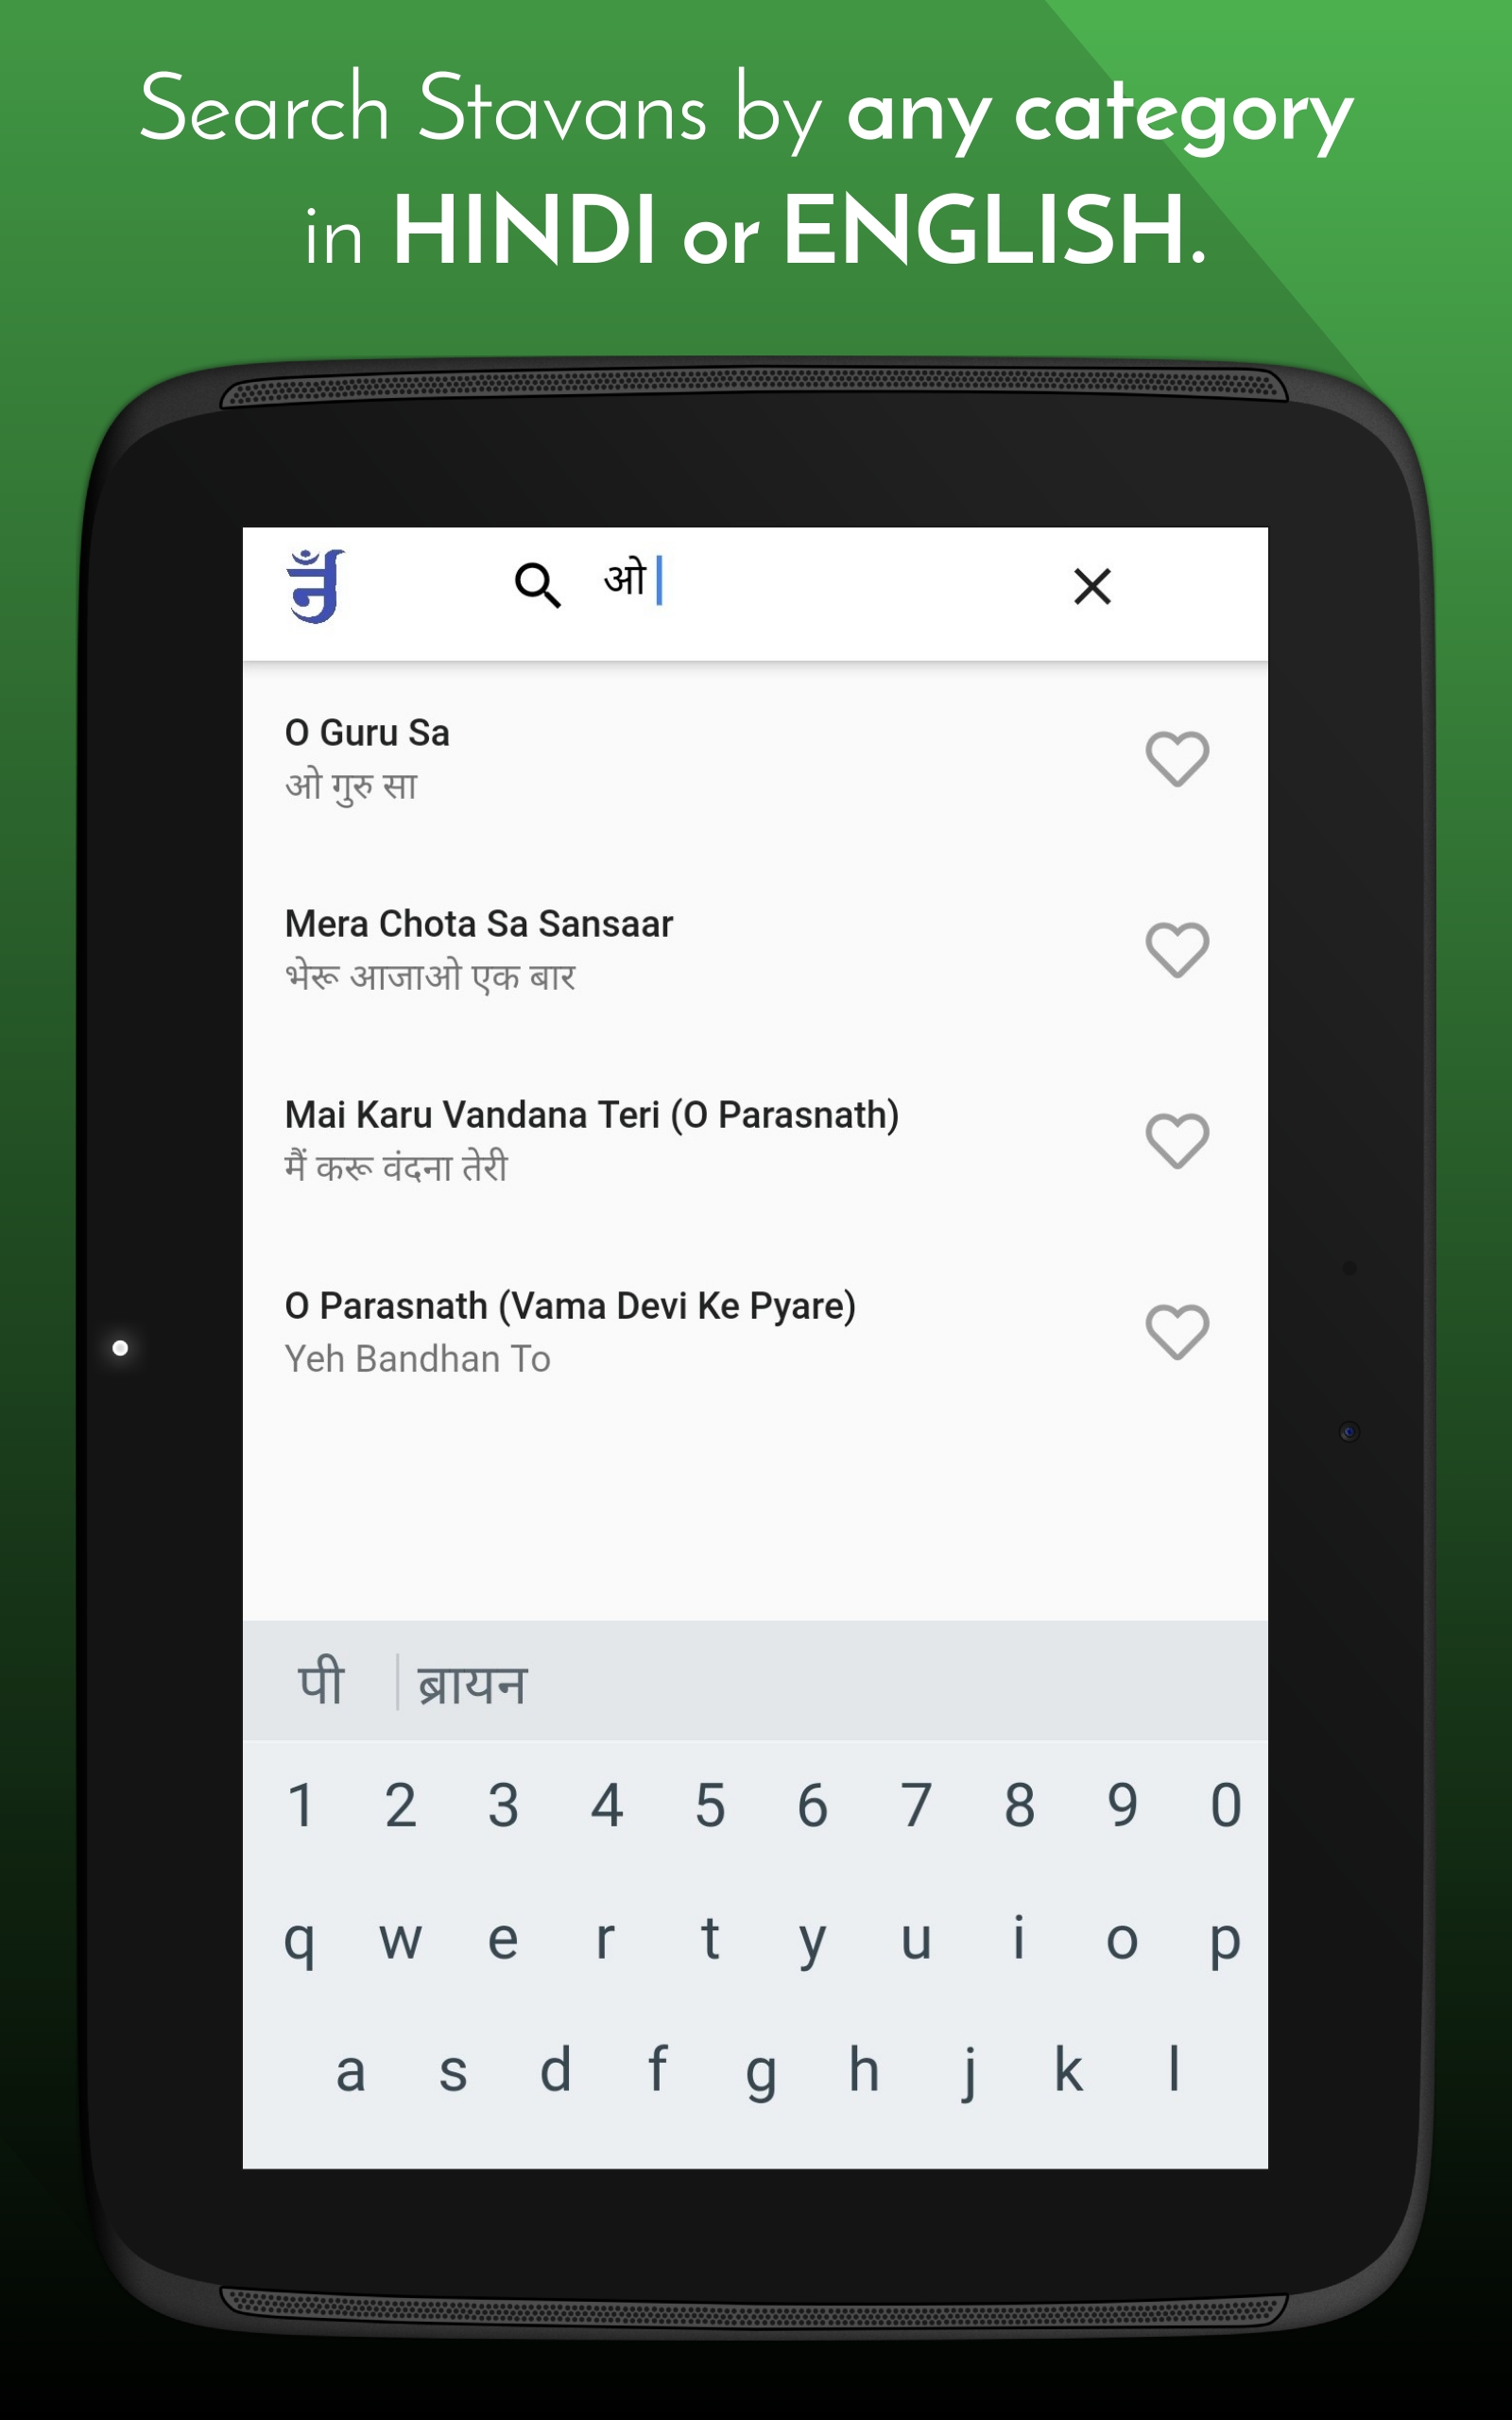 Search Stavans by any category
in HINDI or ENGLISH.
ओ
O Guru Sa
ओ गुरु सा
Mera Chota Sa Sansaar
भेरू आजाओ एक बार
Mai Karu Vandana Teri (O Parasnath)
मैं करू वंदना तेरी
O Parasnath (Vama Devi Ke Pyare)
Yeh Bandhan To
पी ब्रायन
1 2 3 4 5 6 7 8 9 0
q w e r t y u i o p
a s d f g h j k l